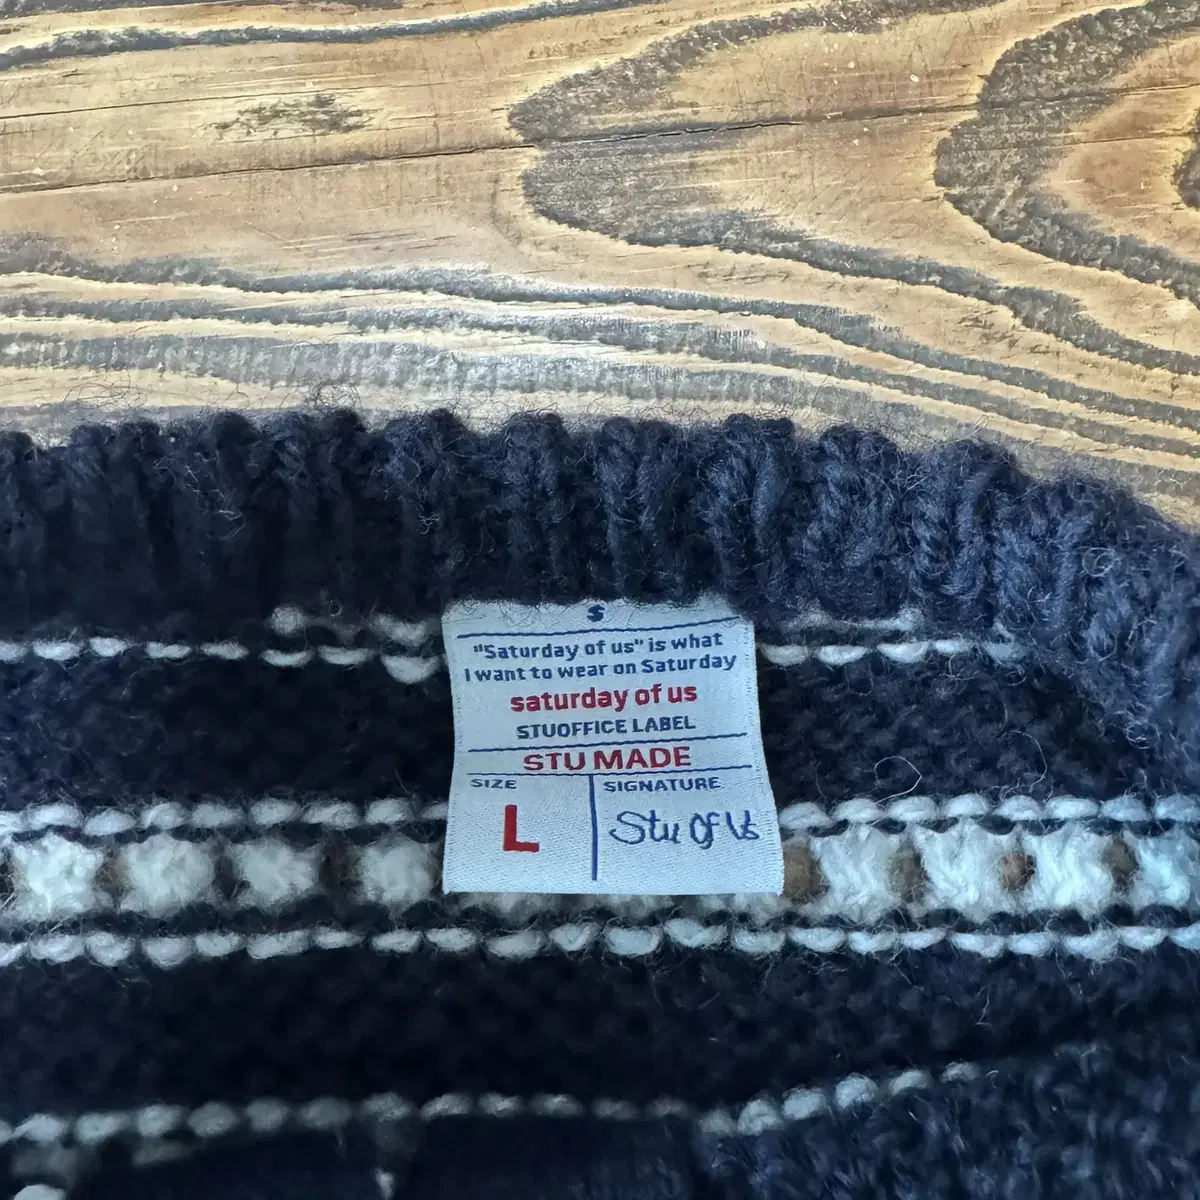 S
"Saturday of us" is what
I want to wear on Saturday
saturday of us
STUOFFICE LABEL
STU MADE
SIZE
L
SIGNATURE
Stu Of Us